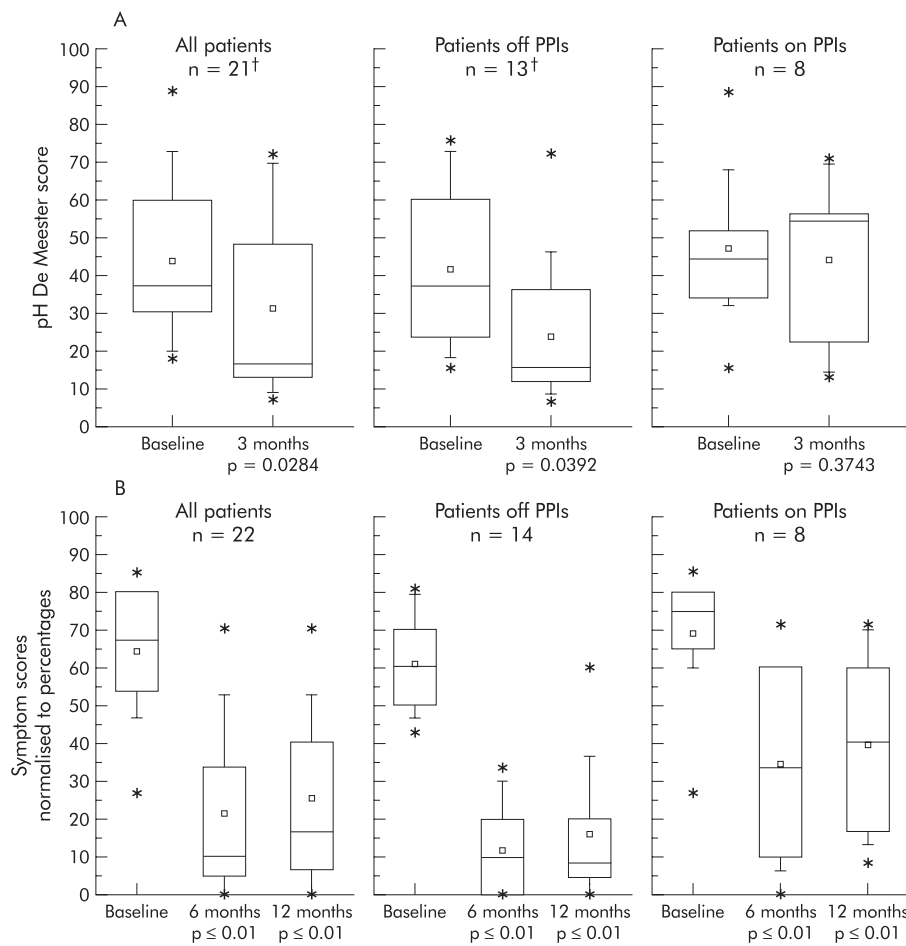 A
All patients
n = 21†
Patients off PPIs
n = 13†
Patients on PPIs
n = 8
pH De Meester score
100
90
80
70
60
50
40
30
20
10
0
Baseline
3 months
p = 0.0284
Baseline
3 months
p = 0.0392
Baseline
3 months
p = 0.3743
B
All patients
n = 22
Patients off PPIs
n = 14
Patients on PPIs
n = 8
Symptom scores
normalised to percentages
100
90
80
70
60
50
40
30
20
10
0
Baseline
6 months
p ≤ 0.01
12 months
p ≤ 0.01
Baseline
6 months
p ≤ 0.01
12 months
p ≤ 0.01
Baseline
6 months
p ≤ 0.01
12 months
p ≤ 0.01